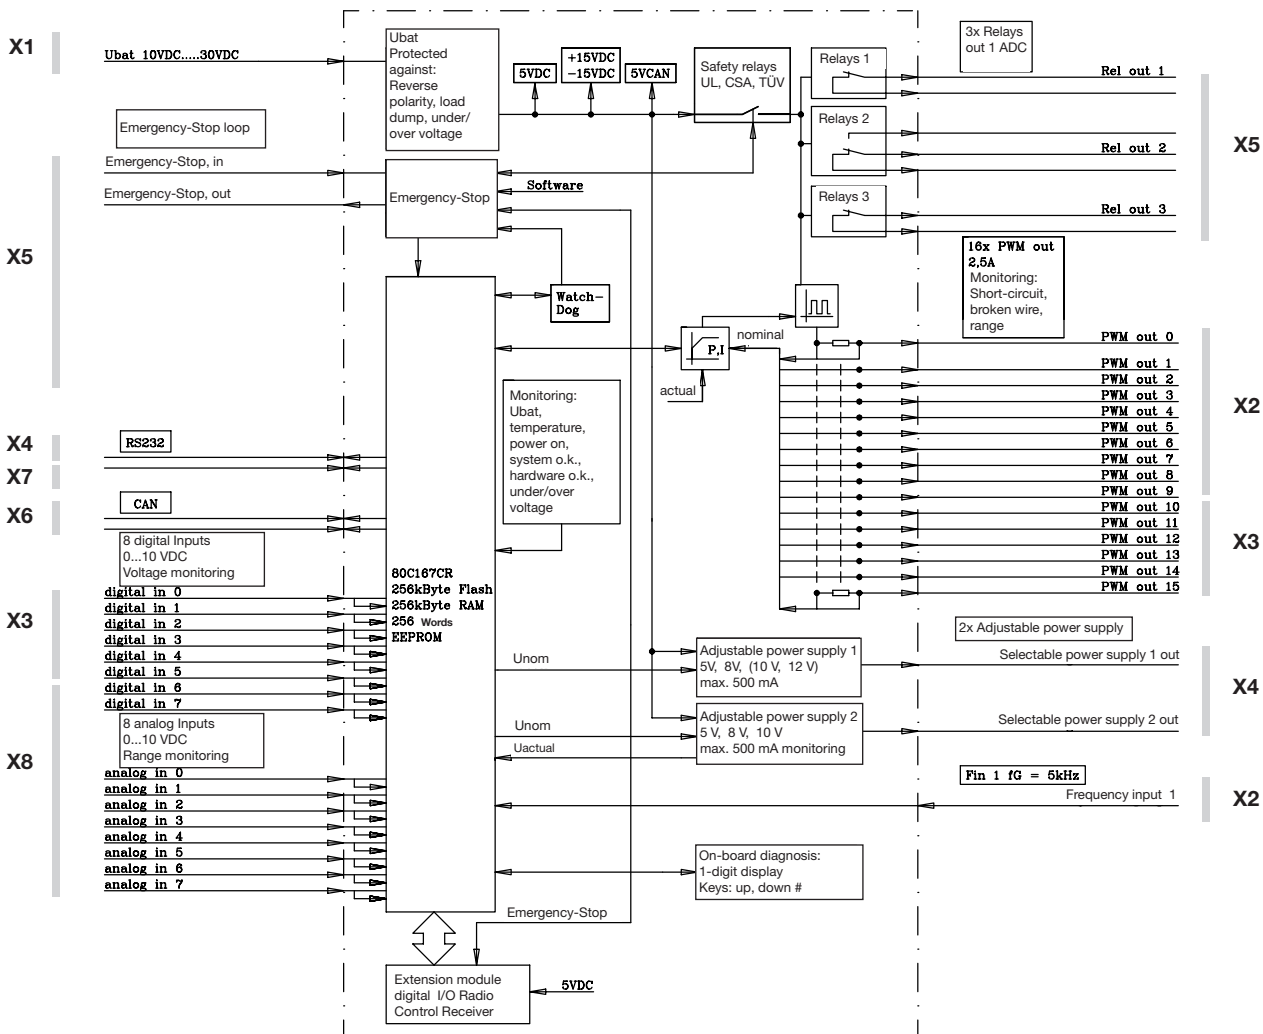 X1
Ubat 10VDC.....30VDC
Ubat
Protected
against:
Reverse
polarity, load
dump, under/
over voltage
5VDC
+15VDC
−15VDC
5VCAN
Safety relays
UL, CSA, TÜV
Relays 1
3x Relays
out 1 ADC
Rel out 1
Relays 2
Rel out 2
Relays 3
Rel out 3
X5
Emergency-Stop loop
Emergency-Stop, in
Emergency-Stop, out
X5
Emergency-Stop
Software
Watch-
Dog
16x PWM out
2,5A
Monitoring:
Short-circuit,
broken wire,
range
nominal
P,I
actual
Monitoring:
Ubat,
temperature,
power on,
system o.k.,
hardware o.k.,
under/over
voltage
PWM out 0
PWM out 1
PWM out 2
PWM out 3
PWM out 4
PWM out 5
PWM out 6
PWM out 7
PWM out 8
PWM out 9
PWM out 10
PWM out 11
PWM out 12
PWM out 13
PWM out 14
PWM out 15
X2
X3
X4
RS232
X7
X6
CAN
8 digital Inputs
0...10 VDC
Voltage monitoring
X3
digital in 0
digital in 1
digital in 2
digital in 3
digital in 4
digital in 5
digital in 6
digital in 7
80C167CR
256kByte Flash
256kByte RAM
256 Words
EEPROM
X8
8 analog Inputs
0...10 VDC
Range monitoring
analog in 0
analog in 1
analog in 2
analog in 3
analog in 4
analog in 5
analog in 6
analog in 7
Unom
Adjustable power supply 1
5V, 8V, (10 V, 12 V)
max. 500 mA
2x Adjustable power supply
Selectable power supply 1 out
X4
Unom
Uactual
Adjustable power supply 2
5 V, 8 V, 10 V
max. 500 mA monitoring
Selectable power supply 2 out
Fin 1 fG = 5kHz
Frequency input 1
X2
On-board diagnosis:
1-digit display
Keys: up, down #
Emergency-Stop
Extension module
digital I/O Radio
Control Receiver
5VDC